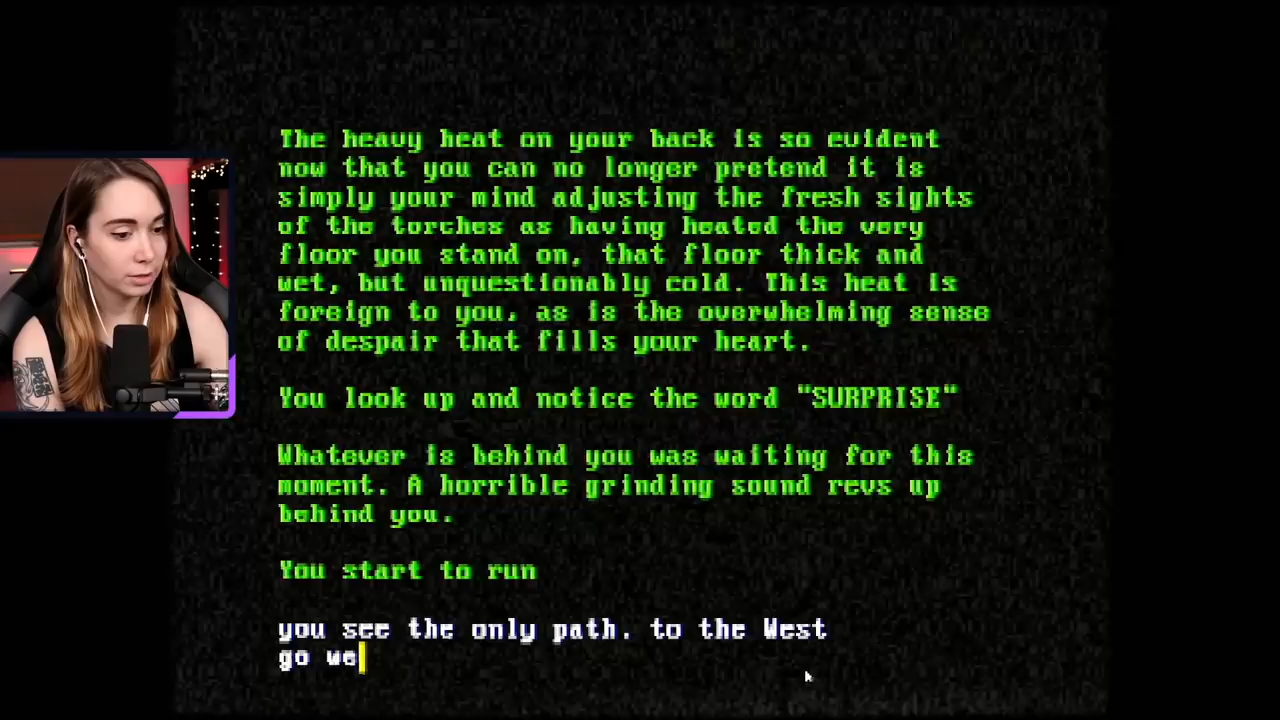 The heavy heat on your back is so evident
now that you can no longer pretend it is
simply your mind adjusting the fresh sights
of the torches as having heated the very
floor you stand on, that floor thick and
wet, but unquestionably cold. This heat is
foreign to you, as is the overwhelming sense
of despair that fills your heart.
You look up and notice the word "SURPRISE"
Whatever is behind you was waiting for this
moment. A horrible grinding sound revs up
behind you.
You start to run
you see the only path. to the West
go we